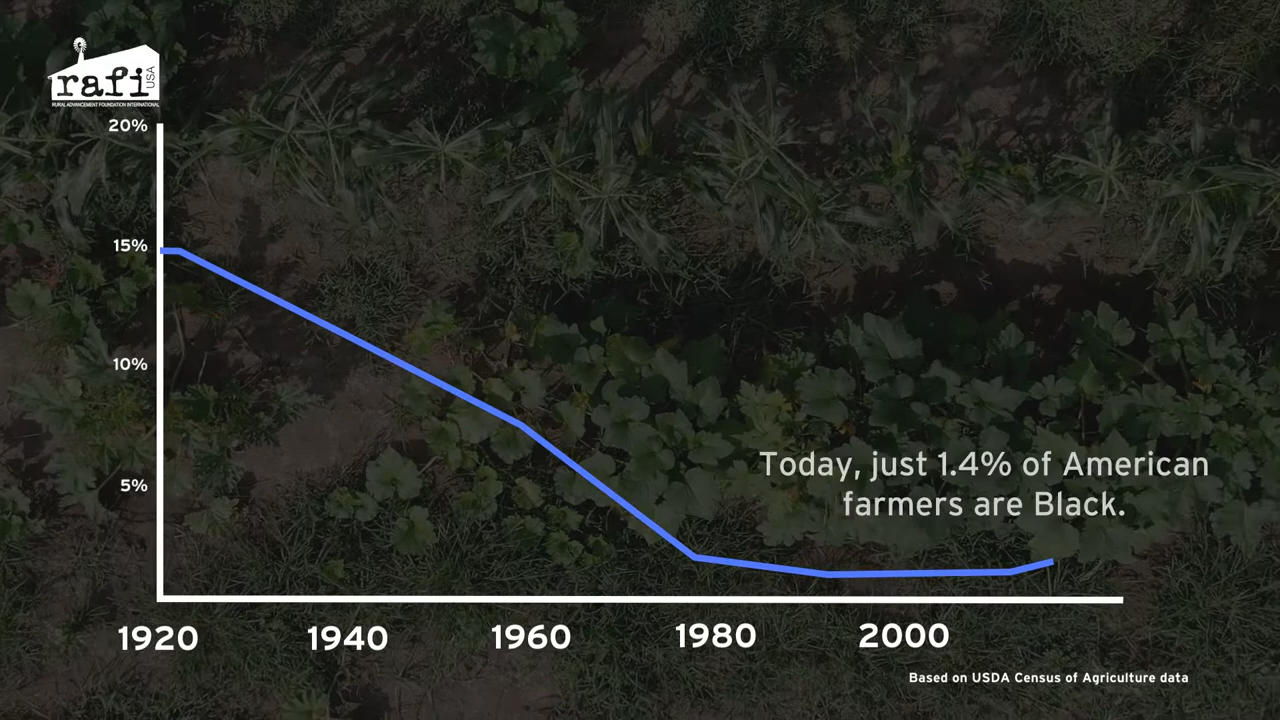 rafi
USA
RURAL ADVANCEMENT FOUNDATION INTERNATIONAL
20%
15%
10%
5%
Today, just 1.4% of American
farmers are Black.
1920 1940 1960 1980 2000
Based on USDA Census of Agriculture data